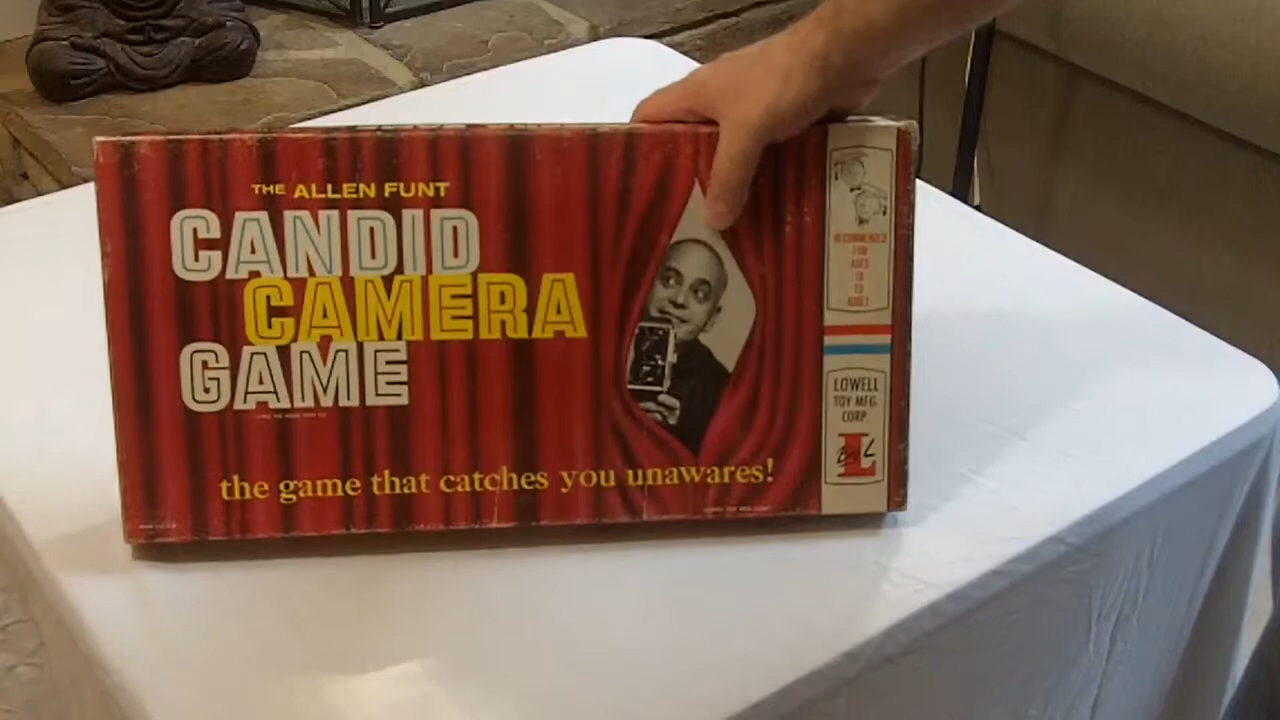 THE ALLEN FUNT
CANDID
CAMERA
GAME
the game that catches you unawares!
RECOMMENDED
FOR
AGES
10
TO
ADULT
LOWELL
TOY MFG.
CORP.
L